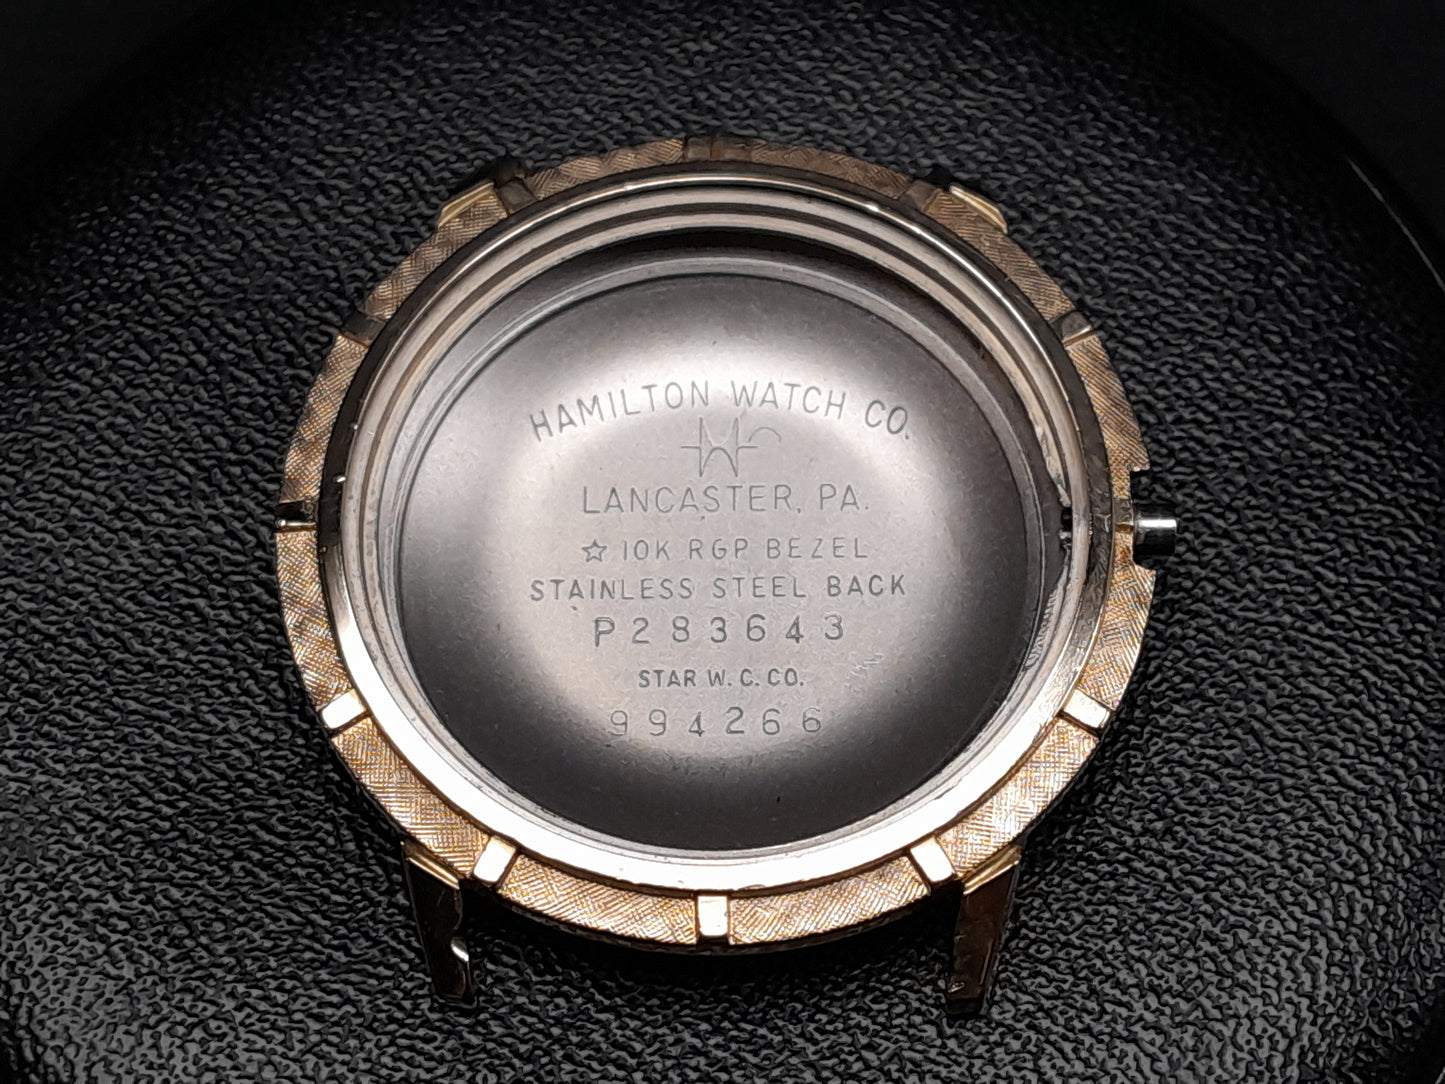 HAMILTON WATCH CO.
H
LANCASTER, PA.
☆ 10K RGP BEZEL
STAINLESS STEEL BACK
P283643
STAR W. C. CO.
994266